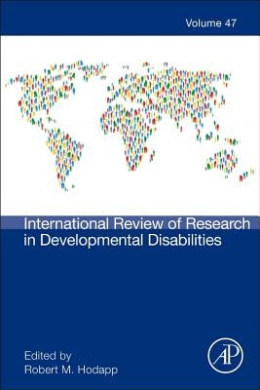 Volume 47
International Review of Research
in Developmental Disabilities
Edited by
Robert M. Hodapp
AP